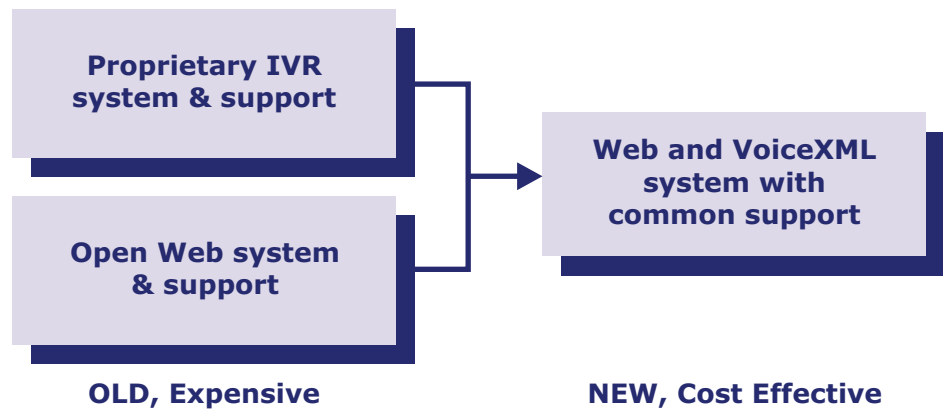 Proprietary IVR
system & support
Open Web system
& support
Web and VoiceXML
system with
common support
OLD, Expensive
NEW, Cost Effective